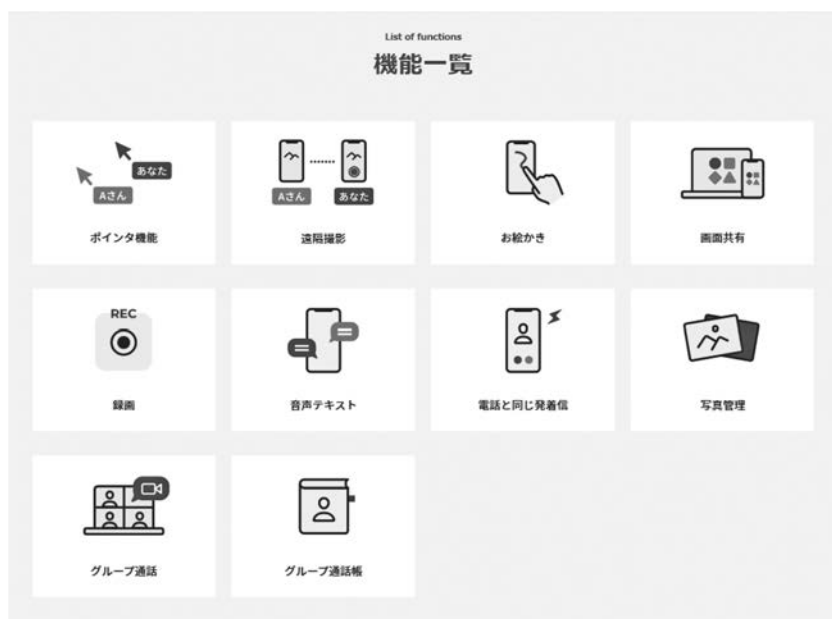 List of functions
機能一覧
あなた
Aさん
ポインタ機能
Aさん あなた
遠隔撮影
お絵かき
画面共有
REC
録画
音声テキスト
電話と同じ発着信
写真管理
グループ通話
グループ通話帳